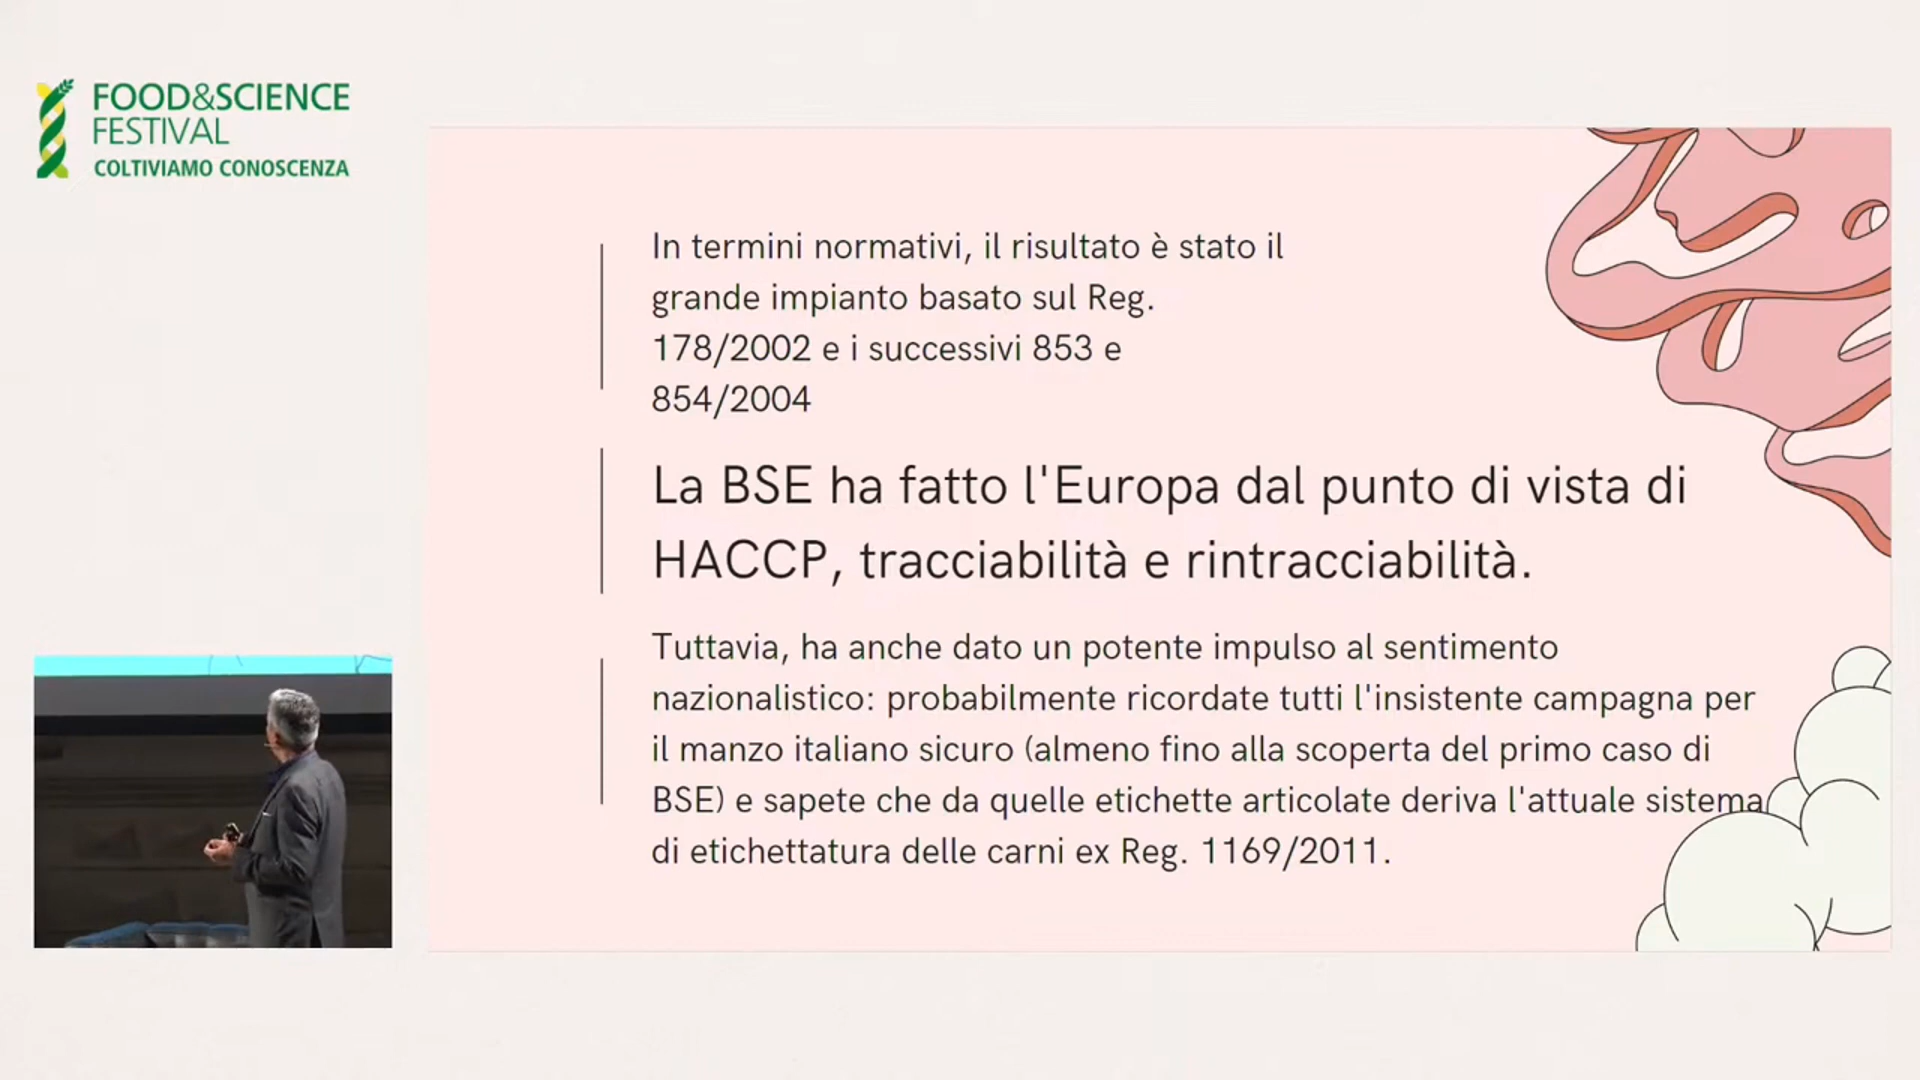 FOOD&SCIENCE
FESTIVAL
COLTIVIAMO CONOSCENZA
In termini normativi, il risultato è stato il
grande impianto basato sul Reg.
178/2002 e i successivi 853 e
854/2004
La BSE ha fatto l'Europa dal punto di vista di
HACCP, tracciabilità e rintracciabilità.
Tuttavia, ha anche dato un potente impulso al sentimento
nazionalistico: probabilmente ricordate tutti l'insistente campagna per
il manzo italiano sicuro (almeno fino alla scoperta del primo caso di
BSE) e sapete che da quelle etichette articolate deriva l'attuale sistema
di etichettatura delle carni ex Reg. 1169/2011.